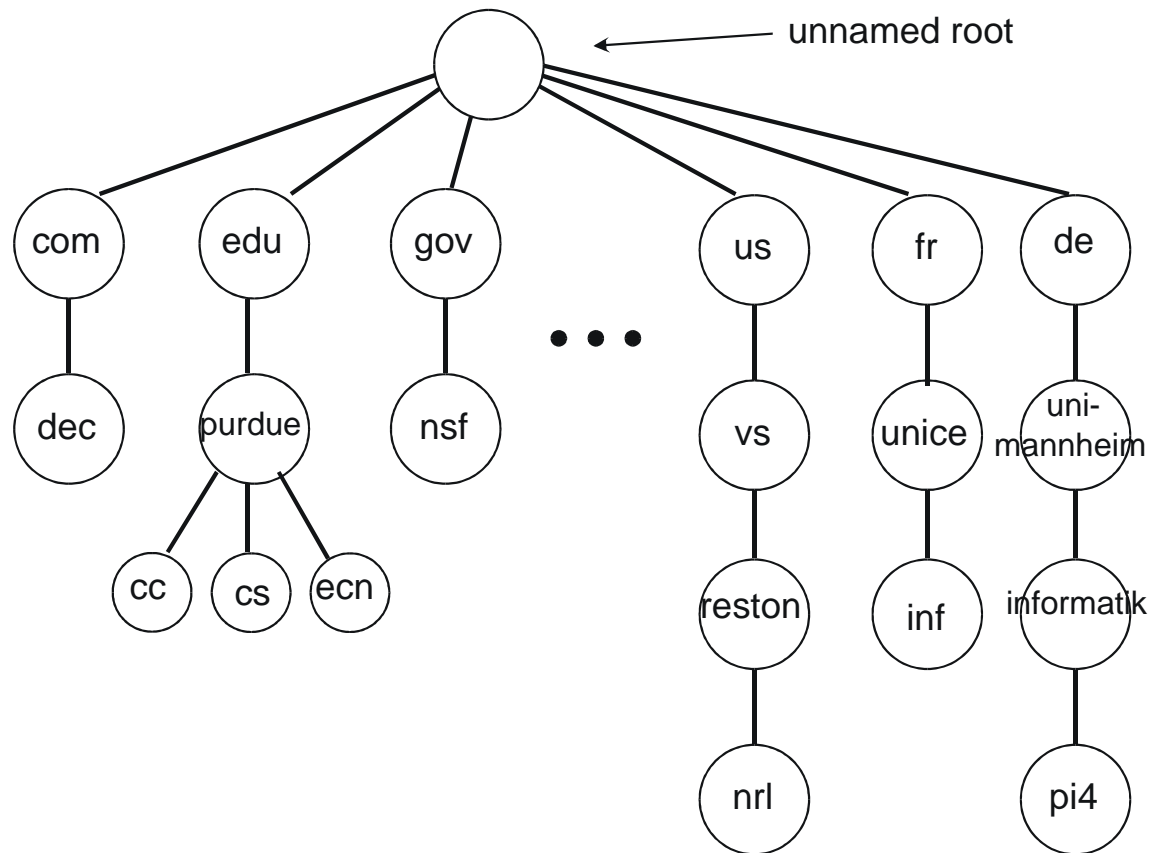 unnamed root
com
edu
gov
us
fr
de
dec
purdue
nsf
vs
unice
uni-
mannheim
cc
cs
ecn
reston
inf
informatik
nrl
pi4